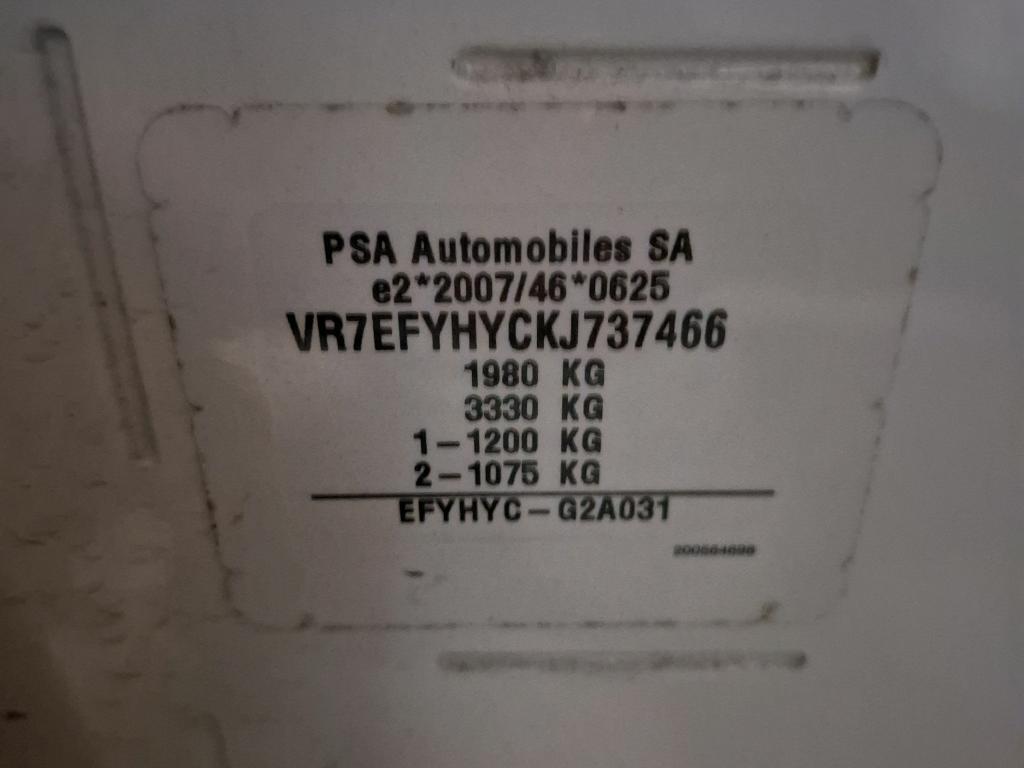 PSA Automobiles SA
e2*2007/46*0625
VR7EFYHYCKJ737466
1980 KG
3330 KG
1-1200 KG
2-1075 KG
EFYHYC-G2A031